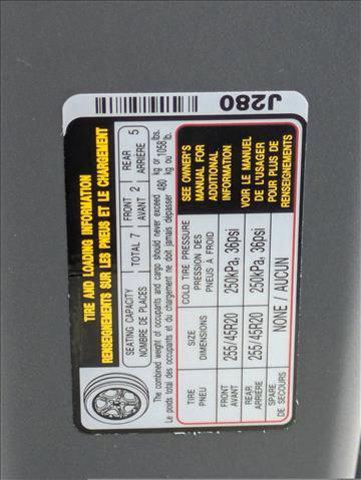 TIRE AND LOADING INFORMATION
RENSEIGNEMENTS SUR LES PNEUS ET LE CHARGEMENT
SEATING CAPACITY TOTAL 7 FRONT 2 REAR 5
NOMBRE DE PLACES AVANT ARRIÈRE
The combined weight of occupants and cargo should never exceed 480 kg or 1058 lbs.
Le poids total des occupants et du chargement ne doit jamais dépasser kg ou lb.
TIRE SIZE COLD TIRE PRESSURE
PNEU DIMENSIONS PRESSION DES PNEUS À FROID
FRONT 255/45R20 250kPa, 36psi
AVANT
REAR 255/45R20 250kPa, 36psi
ARRIÈRE
SPARE NONE / AUCUN
DE SECOURS
SEE OWNER'S
MANUAL FOR
ADDITIONAL
INFORMATION
VOIR LE MANUEL
DE L'USAGER
POUR PLUS DE
RENSEIGNEMENTS
J280